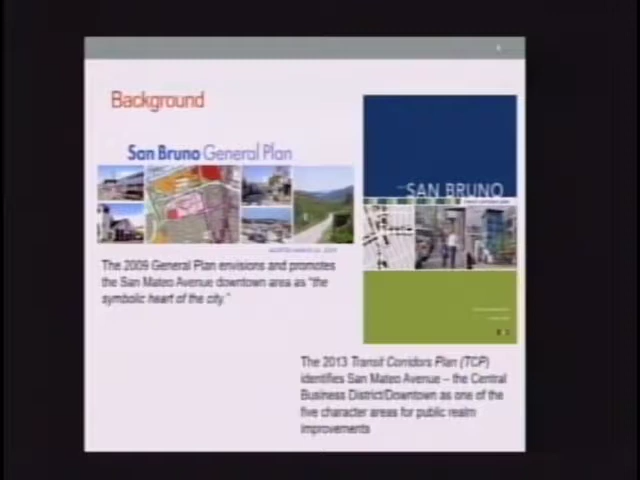 Background
San Bruno General Plan
The 2009 General Plan envisions and promotes
the San Mateo Avenue downtown area as "the
symbolic heart of the city."
SAN BRUNO
The 2013 Transit Corridors Plan (TCP)
identifies San Mateo Avenue – the Central
Business District/Downtown as one of the
five character areas for public realm
improvements